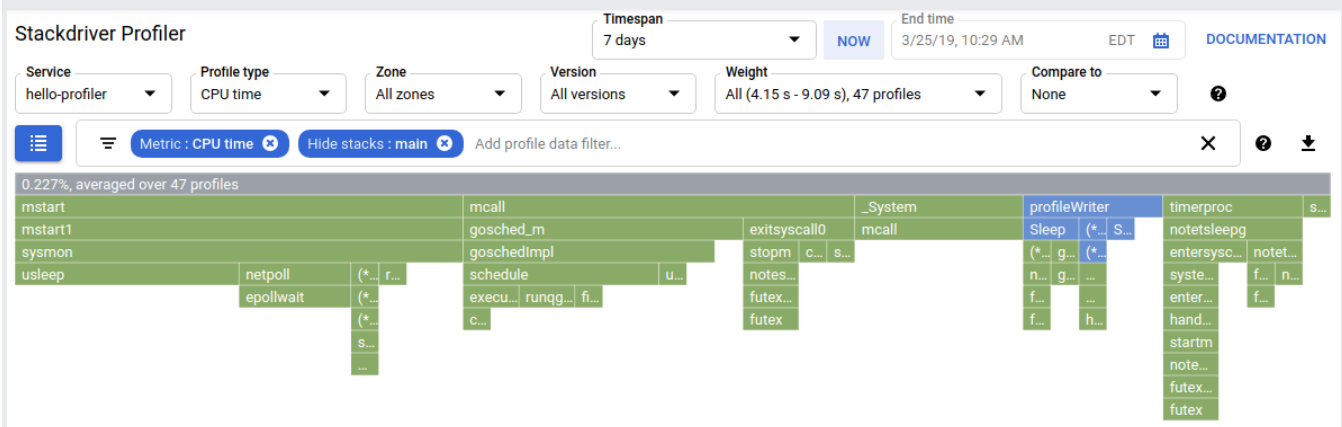 Stackdriver Profiler
Timespan
7 days
NOW
End time
3/25/19, 10:29 AM EDT
DOCUMENTATION
Service
hello-profiler
Profile type
CPU time
Zone
All zones
Version
All versions
Weight
All (4.15 s - 9.09 s), 47 profiles
Compare to
None
Metric : CPU time
Hide stacks : main
Add profile data filter...
0.227%, averaged over 47 profiles
mstart mcall _System profileWriter timerproc s...
mstart1 gosched_m exitsyscall0 mcall Sleep (*... S... notetsleepg
sysmon goschedImpl stopm c... s... (*... g... (*... entersysc... notet...
usleep netpoll (*... r... schedule u... notes... n... g... ... syste... f... n...
epollwait (*... execu... runqg... fi... futex... f... ... enter... f...
(*... c... futex f... h... hand...
s... startm
... note...
futex...
futex